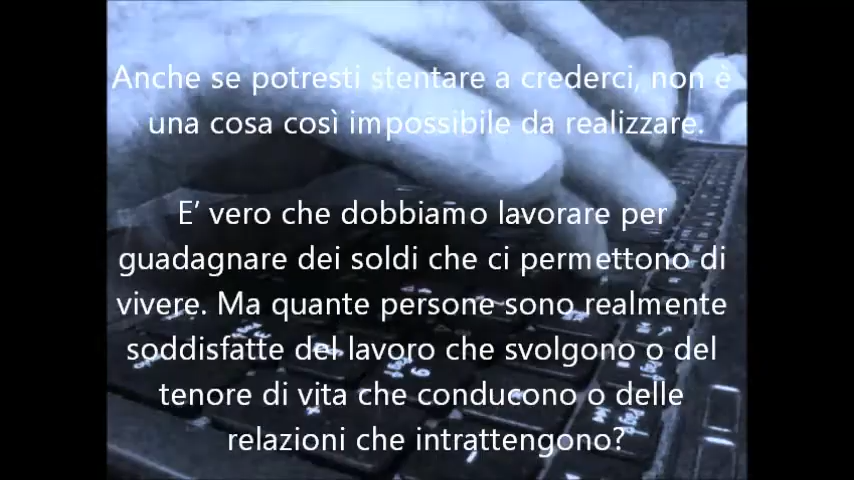 Anche se potresti stentare a crederci, non è
una cosa così impossibile da realizzare.
E’ vero che dobbiamo lavorare per
guadagnare dei soldi che ci permettono di
vivere. Ma quante persone sono realmente
soddisfatte del lavoro che svolgono o del
tenore di vita che conducono o delle
relazioni che intrattengono?